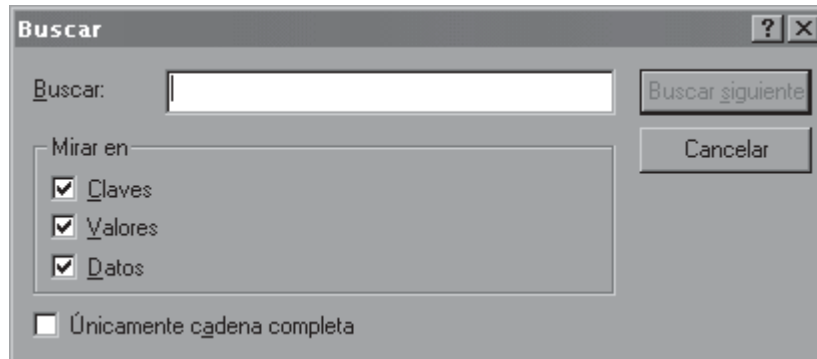 Buscar
Buscar:
Buscar siguiente
Mirar en
Cancelar
Claves
Valores
Datos
Únicamente cadena completa